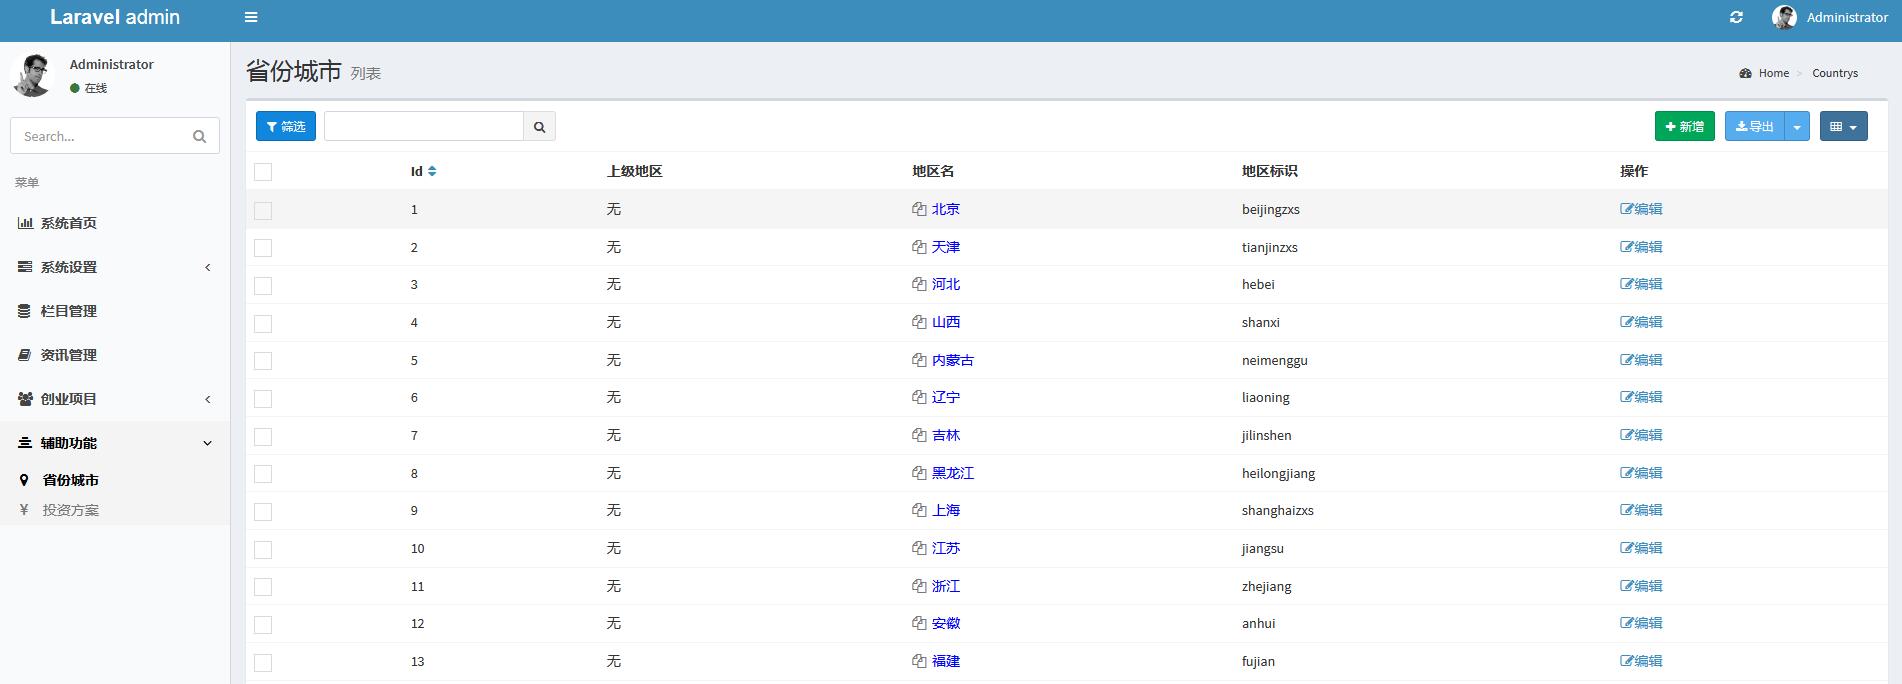 Laravel admin
Administrator
Administrator
在线
Search...
菜单
系统首页
系统设置
栏目管理
资讯管理
创业项目
辅助功能
省份城市
¥ 投资方案
省份城市 列表
Home > Countrys
筛选
新增 导出
Id 上级地区 地区名 地区标识 操作
1 无 北京 beijingzxs 编辑
2 无 天津 tianjinzxs 编辑
3 无 河北 hebei 编辑
4 无 山西 shanxi 编辑
5 无 内蒙古 neimenggu 编辑
6 无 辽宁 liaoning 编辑
7 无 吉林 jilinshen 编辑
8 无 黑龙江 heilongjiang 编辑
9 无 上海 shanghaizxs 编辑
10 无 江苏 jiangsu 编辑
11 无 浙江 zhejiang 编辑
12 无 安徽 anhui 编辑
13 无 福建 fujian 编辑